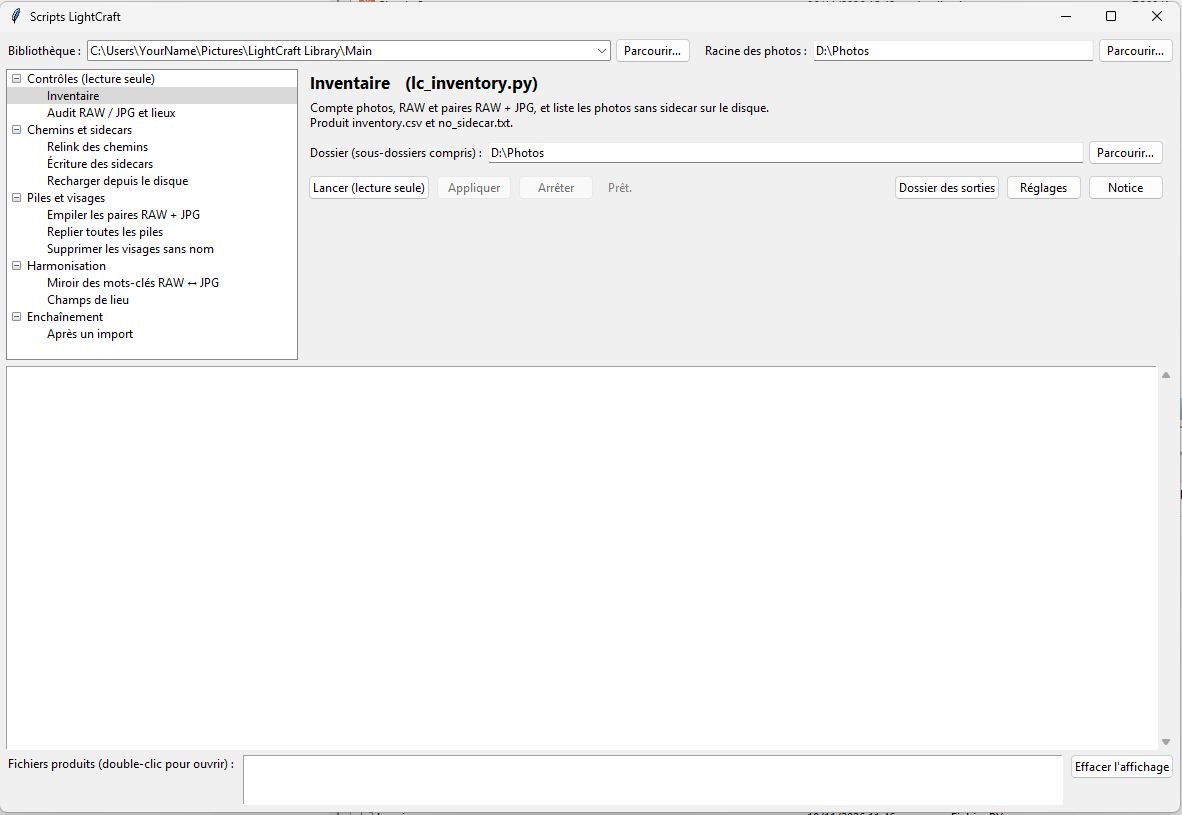 Scripts LightCraft
Bibliothèque : C:\Users\YourName\Pictures\LightCraft Library\Main Parcourir... Racine des photos : D:\Photos Parcourir...
Contrôles (lecture seule)
Inventaire
Audit RAW / JPG et lieux
Chemins et sidecars
Relink des chemins
Écriture des sidecars
Recharger depuis le disque
Piles et visages
Empiler les paires RAW + JPG
Replier toutes les piles
Supprimer les visages sans nom
Harmonisation
Miroir des mots-clés RAW ↔ JPG
Champs de lieu
Enchaînement
Après un import
Inventaire (lc_inventory.py)
Compte photos, RAW et paires RAW + JPG, et liste les photos sans sidecar sur le disque.
Produit inventory.csv et no_sidecar.txt.
Dossier (sous-dossiers compris) : D:\Photos Parcourir...
Lancer (lecture seule) Appliquer Arrêter Prêt. Dossier des sorties Réglages Notice
Fichiers produits (double-clic pour ouvrir) : Effacer l'affichage